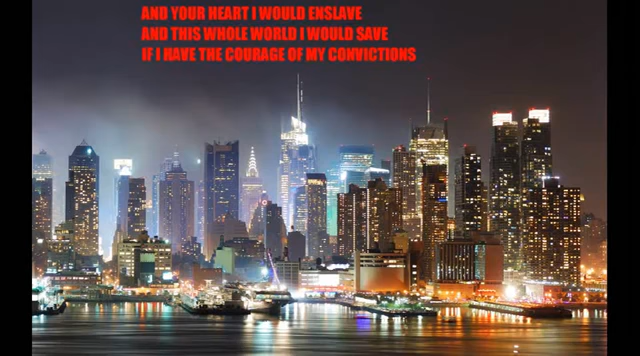 AND YOUR HEART I WOULD ENSLAVE
AND THIS WHOLE WORLD I WOULD SAVE
IF I HAVE THE COURAGE OF MY CONVICTIONS